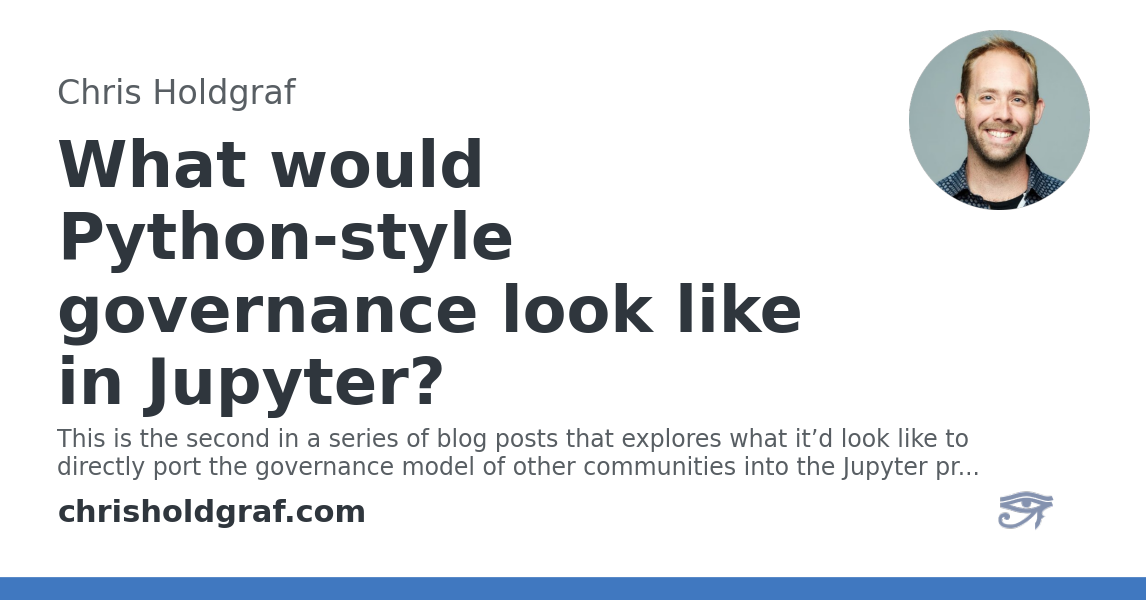 Chris Holdgraf
What would
Python-style
governance look like
in Jupyter?
This is the second in a series of blog posts that explores what it’d look like to
directly port the governance model of other communities into the Jupyter pr...
chrisholdgraf.com